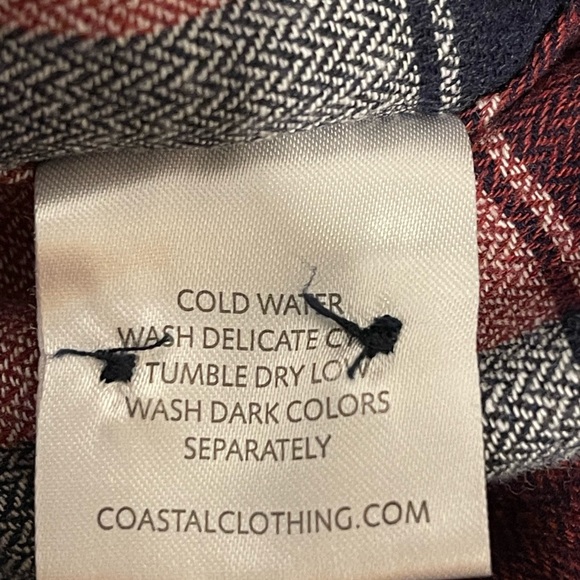 COLD WATER
WASH DELICATE
TUMBLE DRY LOW
WASH DARK COLORS
SEPARATELY
COASTALCLOTHING.COM